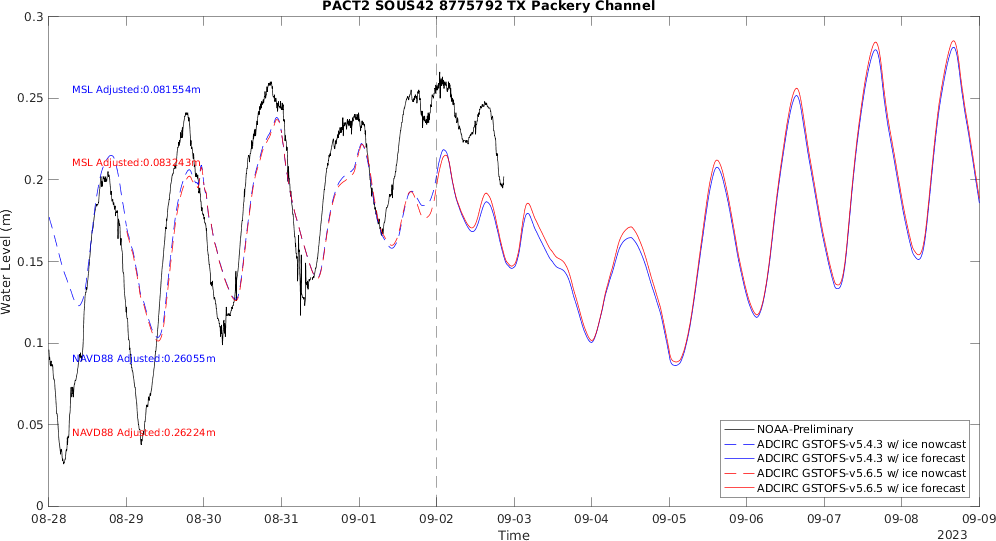 PACT2 SOUS42 8775792 TX Packery Channel
0.3
0.25
0.2
0.15
0.1
0.05
0
Water Level (m)
MSL Adjusted:0.081554m
MSL Adjusted:0.083243m
NAVD88 Adjusted:0.26055m
NAVD88 Adjusted:0.26224m
NOAA-Preliminary
ADCIRC GSTOFS-v5.4.3 w/ ice nowcast
ADCIRC GSTOFS-v5.4.3 w/ ice forecast
ADCIRC GSTOFS-v5.6.5 w/ ice nowcast
ADCIRC GSTOFS-v5.6.5 w/ ice forecast
08-28 08-29 08-30 08-31 09-01 09-02 09-03 09-04 09-05 09-06 09-07 09-08 09-09
Time
2023